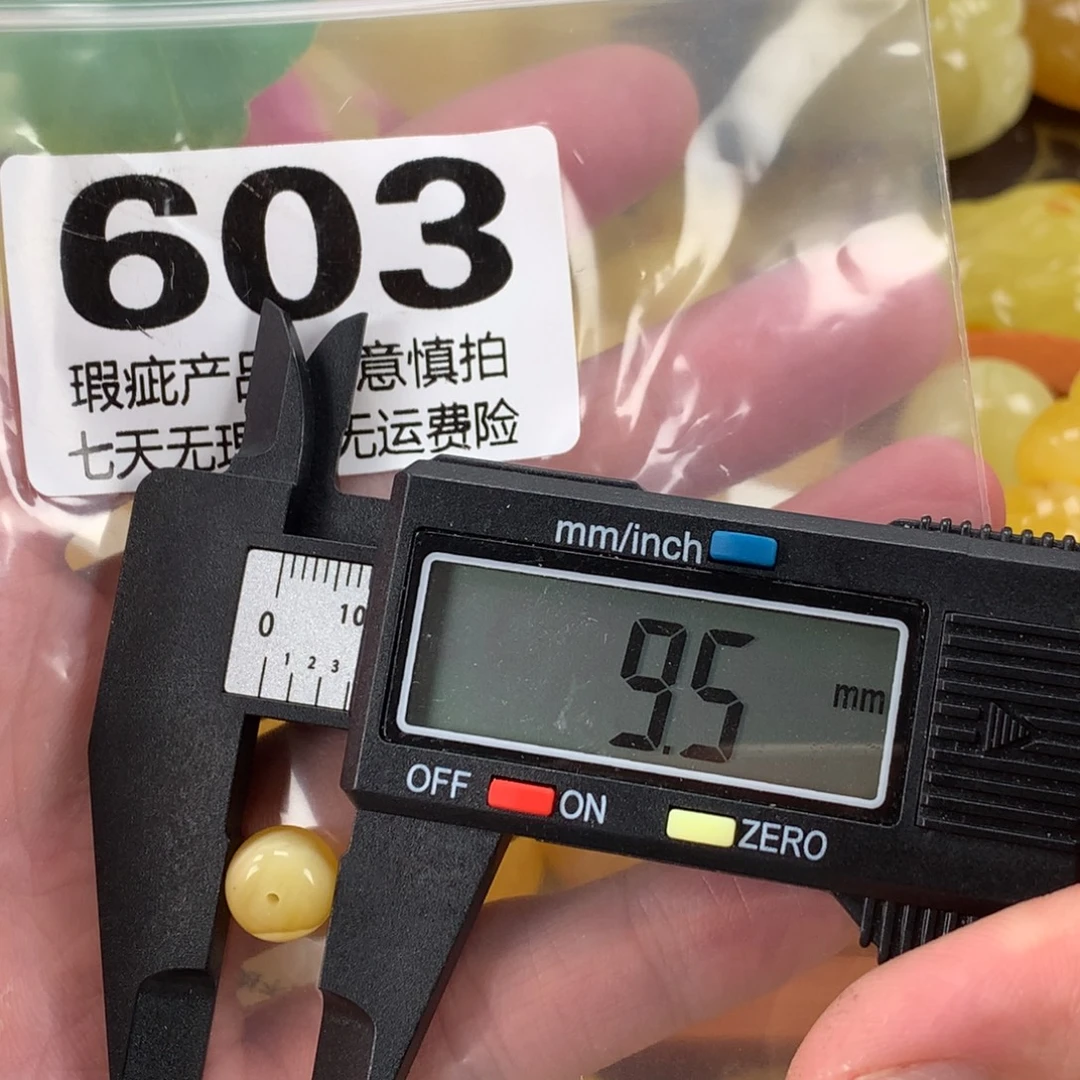 603
瑕疵产品 意慎拍
七天无理 无运费险
mm/inch
0 10
1 2 3
9.5 mm
OFF ON ZERO